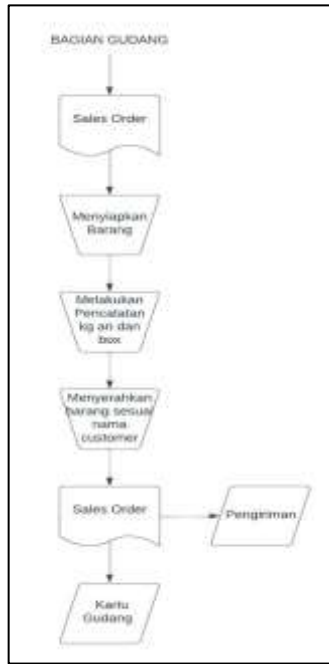 BAGIAN GUDANG
Sales Order
Menyiapkan
Barang
Melakukan
Pencatatan
kg an dan
box
Menyerahkan
barang sesuai
nama
customer
Sales Order
Pengiriman
Kartu
Gudang